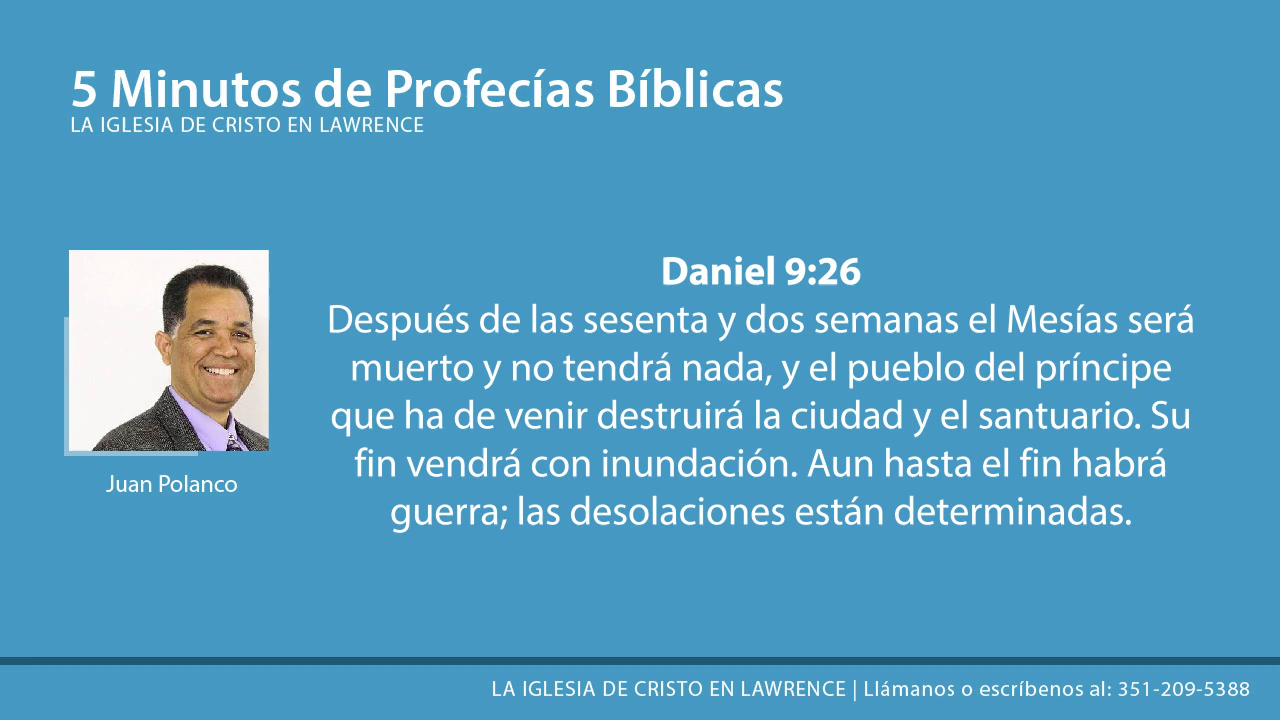 5 Minutos de Profecías Bíblicas
LA IGLESIA DE CRISTO EN LAWRENCE
Daniel 9:26
Después de las sesenta y dos semanas el Mesías será
muerto y no tendrá nada, y el pueblo del príncipe
que ha de venir destruirá la ciudad y el santuario. Su
fin vendrá con inundación. Aun hasta el fin habrá
guerra; las desolaciones están determinadas.
Juan Polanco
LA IGLESIA DE CRISTO EN LAWRENCE | Llámanos o escríbenos al: 351-209-5388